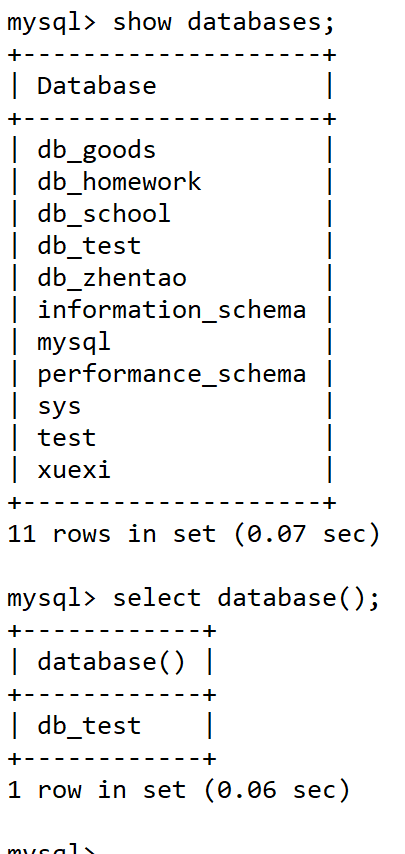 mysql> show databases;
+--------------------+
| Database           |
+--------------------+
| db_goods           |
| db_homework        |
| db_school          |
| db_test            |
| db_zhentao         |
| information_schema |
| mysql              |
| performance_schema |
| sys                |
| test               |
| xuexi              |
+--------------------+
11 rows in set (0.07 sec)

mysql> select database();
+------------+
| database() |
+------------+
| db_test    |
+------------+
1 row in set (0.06 sec)

mysql>